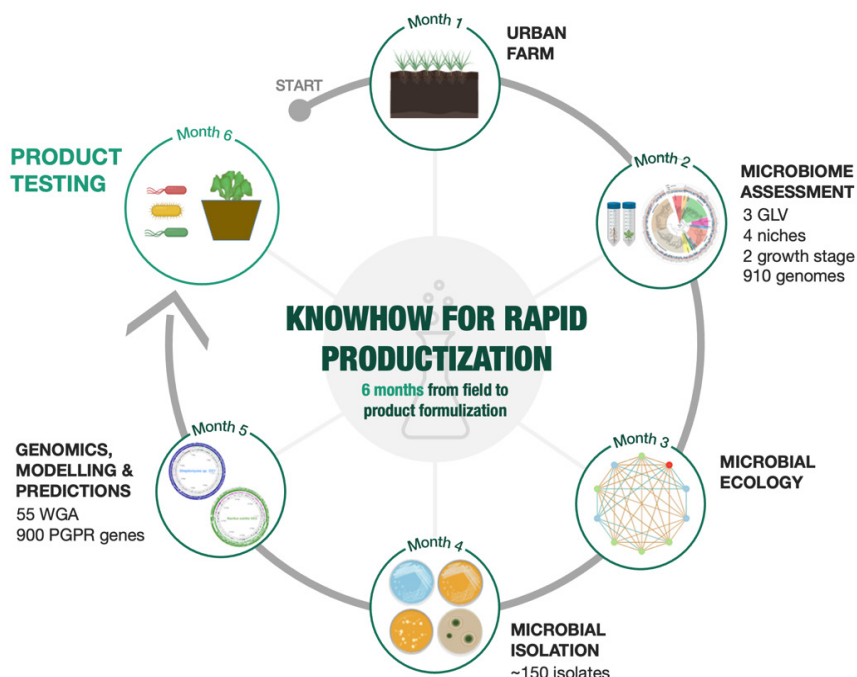 START
Month 1
URBAN
FARM
Month 2
MICROBIOME
ASSESSMENT
3 GLV
4 niches
2 growth stage
910 genomes
Month 3
MICROBIAL
ECOLOGY
Month 4
MICROBIAL
ISOLATION
~150 isolates
Month 5
GENOMICS,
MODELLING &
PREDICTIONS
55 WGA
900 PGPR genes
Month 6
PRODUCT
TESTING
KNOWHOW FOR RAPID
PRODUCTIZATION
6 months from field to
product formulization